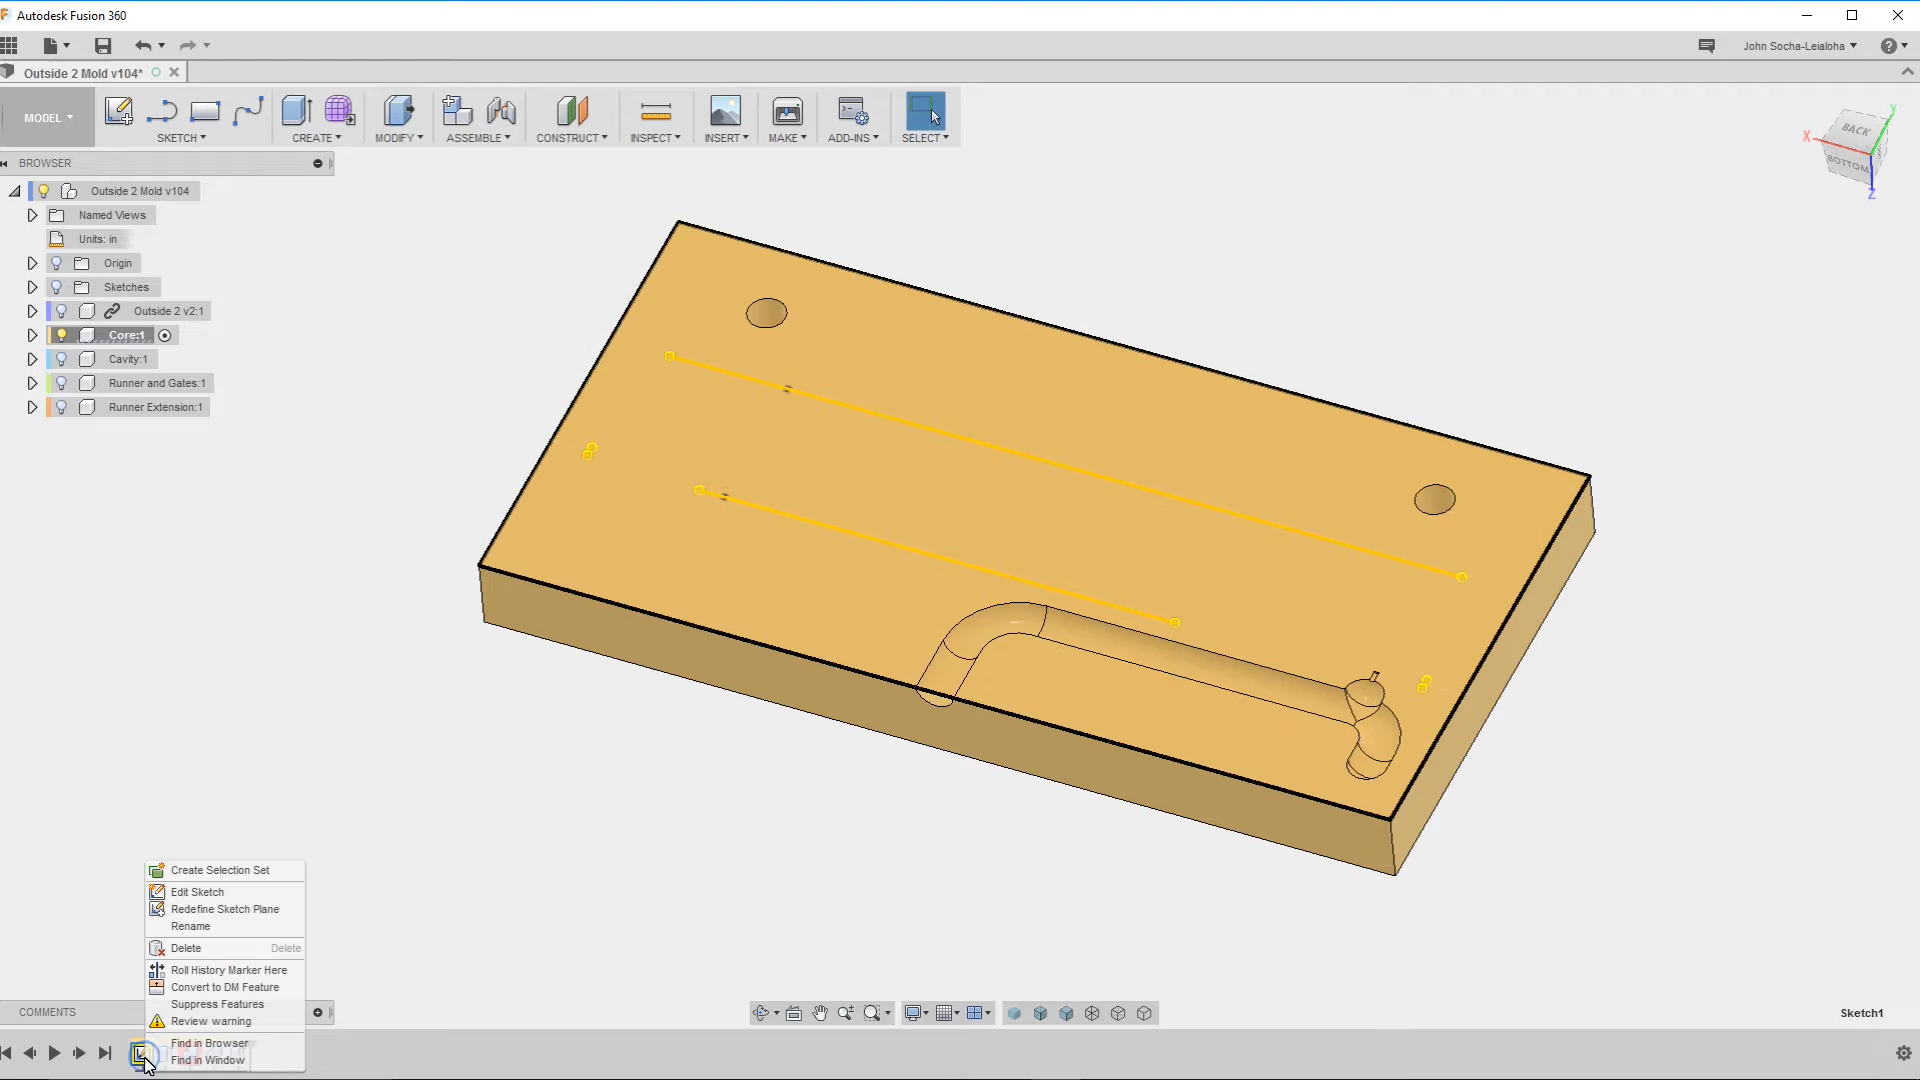 Autodesk Fusion 360
John Socha-Leialoha
Outside 2 Mold v104*
MODEL
SKETCH
CREATE
MODIFY
ASSEMBLE
CONSTRUCT
INSPECT
INSERT
MAKE
ADD-INS
SELECT
BACK
BOTTOM
X
Y
Z
BROWSER
Outside 2 Mold v104
Named Views
Units: in
Origin
Sketches
Outside 2 v2:1
Core:1
Cavity:1
Runner and Gates:1
Runner Extension:1
Create Selection Set
Edit Sketch
Redefine Sketch Plane
Rename
Delete Delete
Roll History Marker Here
Convert to DM Feature
Suppress Features
Review warning
Find in Browser
Find in Window
COMMENTS
Sketch1